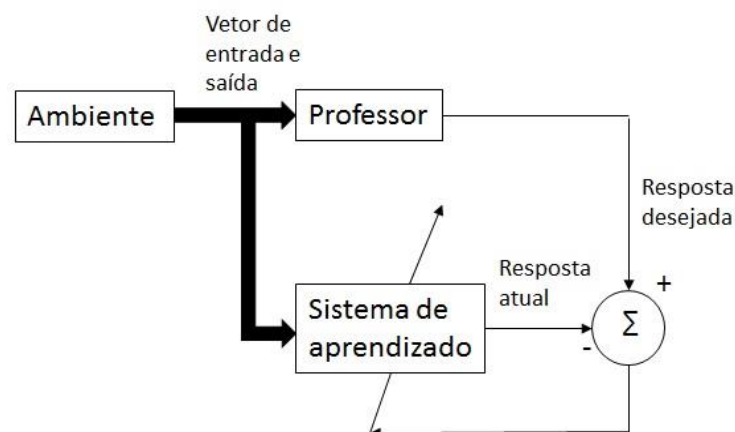 Vetor de
entrada e
saída
Ambiente
Professor
Resposta
desejada
Resposta
atual
+
Sistema de
aprendizado
Σ
-